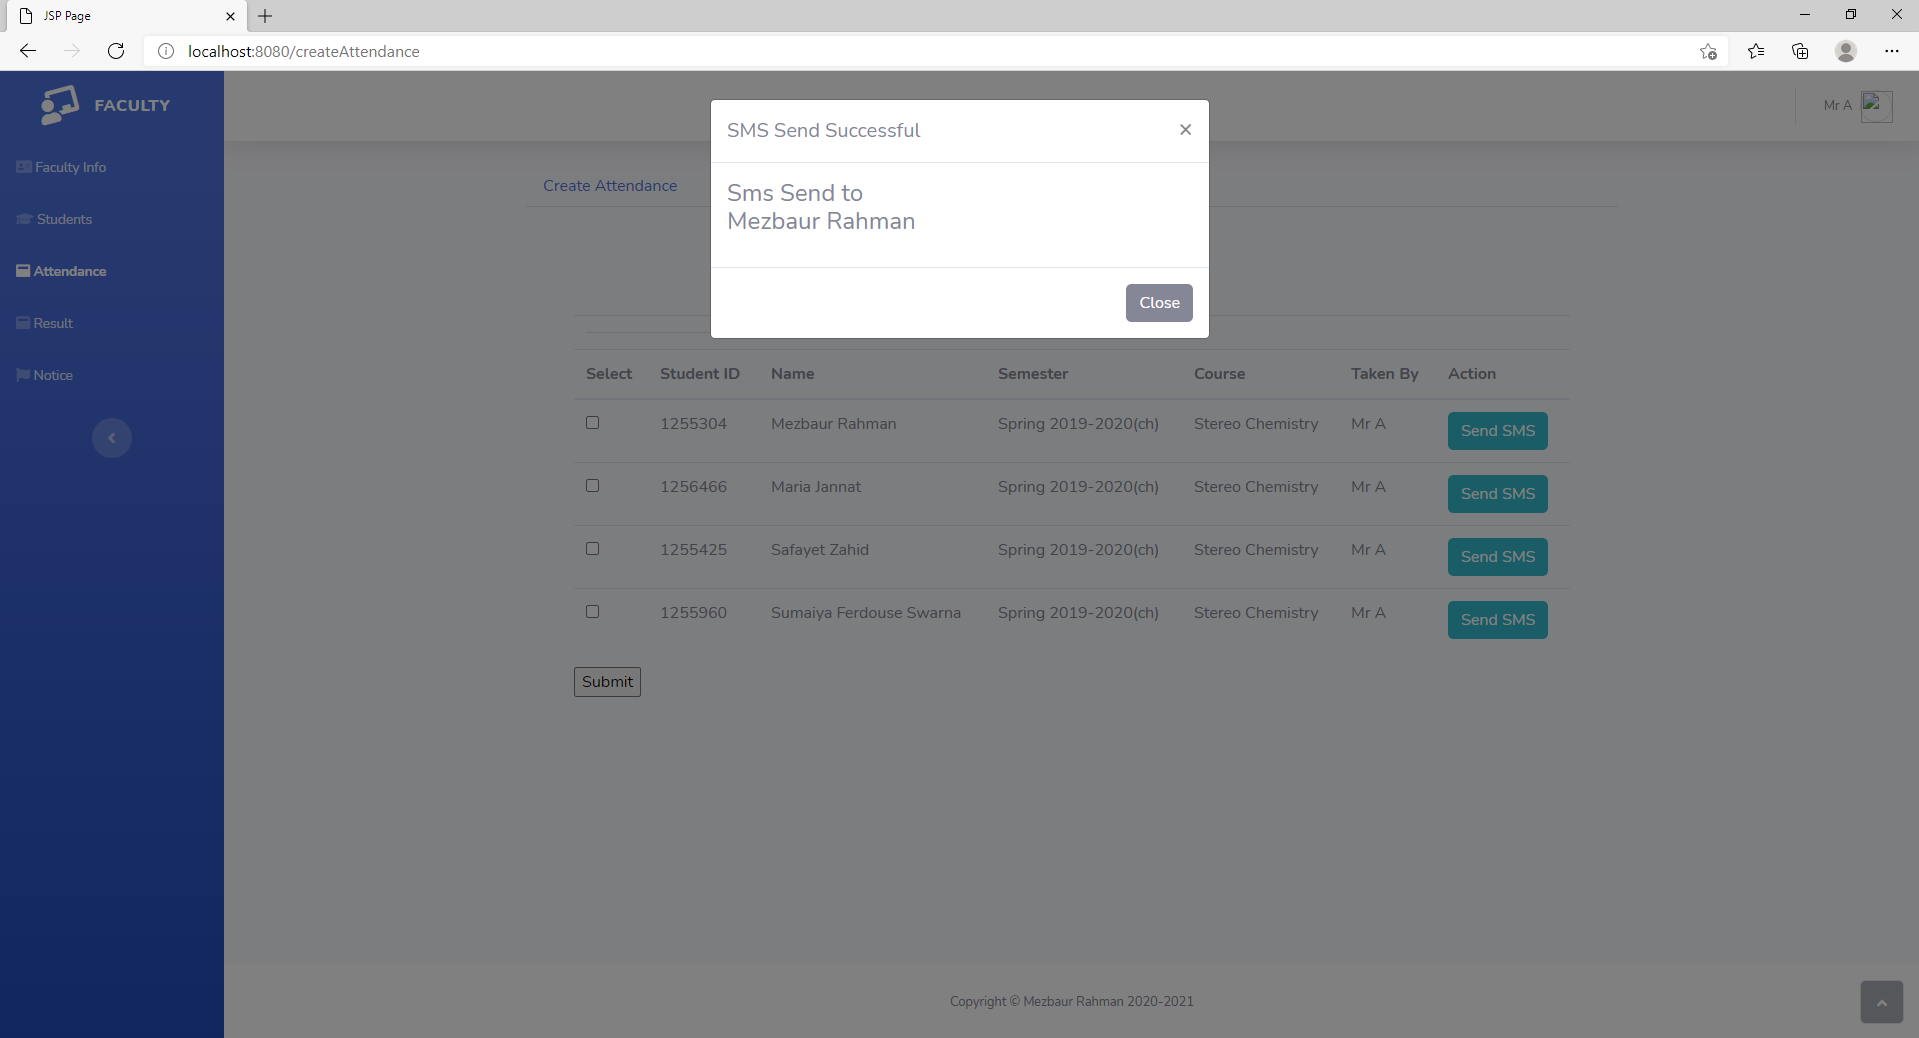 JSP Page
localhost:8080/createAttendance
FACULTY
Mr A
Faculty Info
Students
Attendance
Result
Notice
SMS Send Successful
×
Sms Send to
Mezbaur Rahman
Close
Create Attendance
Select Student ID Name Semester Course Taken By Action
1255304 Mezbaur Rahman Spring 2019-2020(ch) Stereo Chemistry Mr A Send SMS
1256466 Maria Jannat Spring 2019-2020(ch) Stereo Chemistry Mr A Send SMS
1255425 Safayet Zahid Spring 2019-2020(ch) Stereo Chemistry Mr A Send SMS
1255960 Sumaiya Ferdouse Swarna Spring 2019-2020(ch) Stereo Chemistry Mr A Send SMS
Submit
Copyright © Mezbaur Rahman 2020-2021